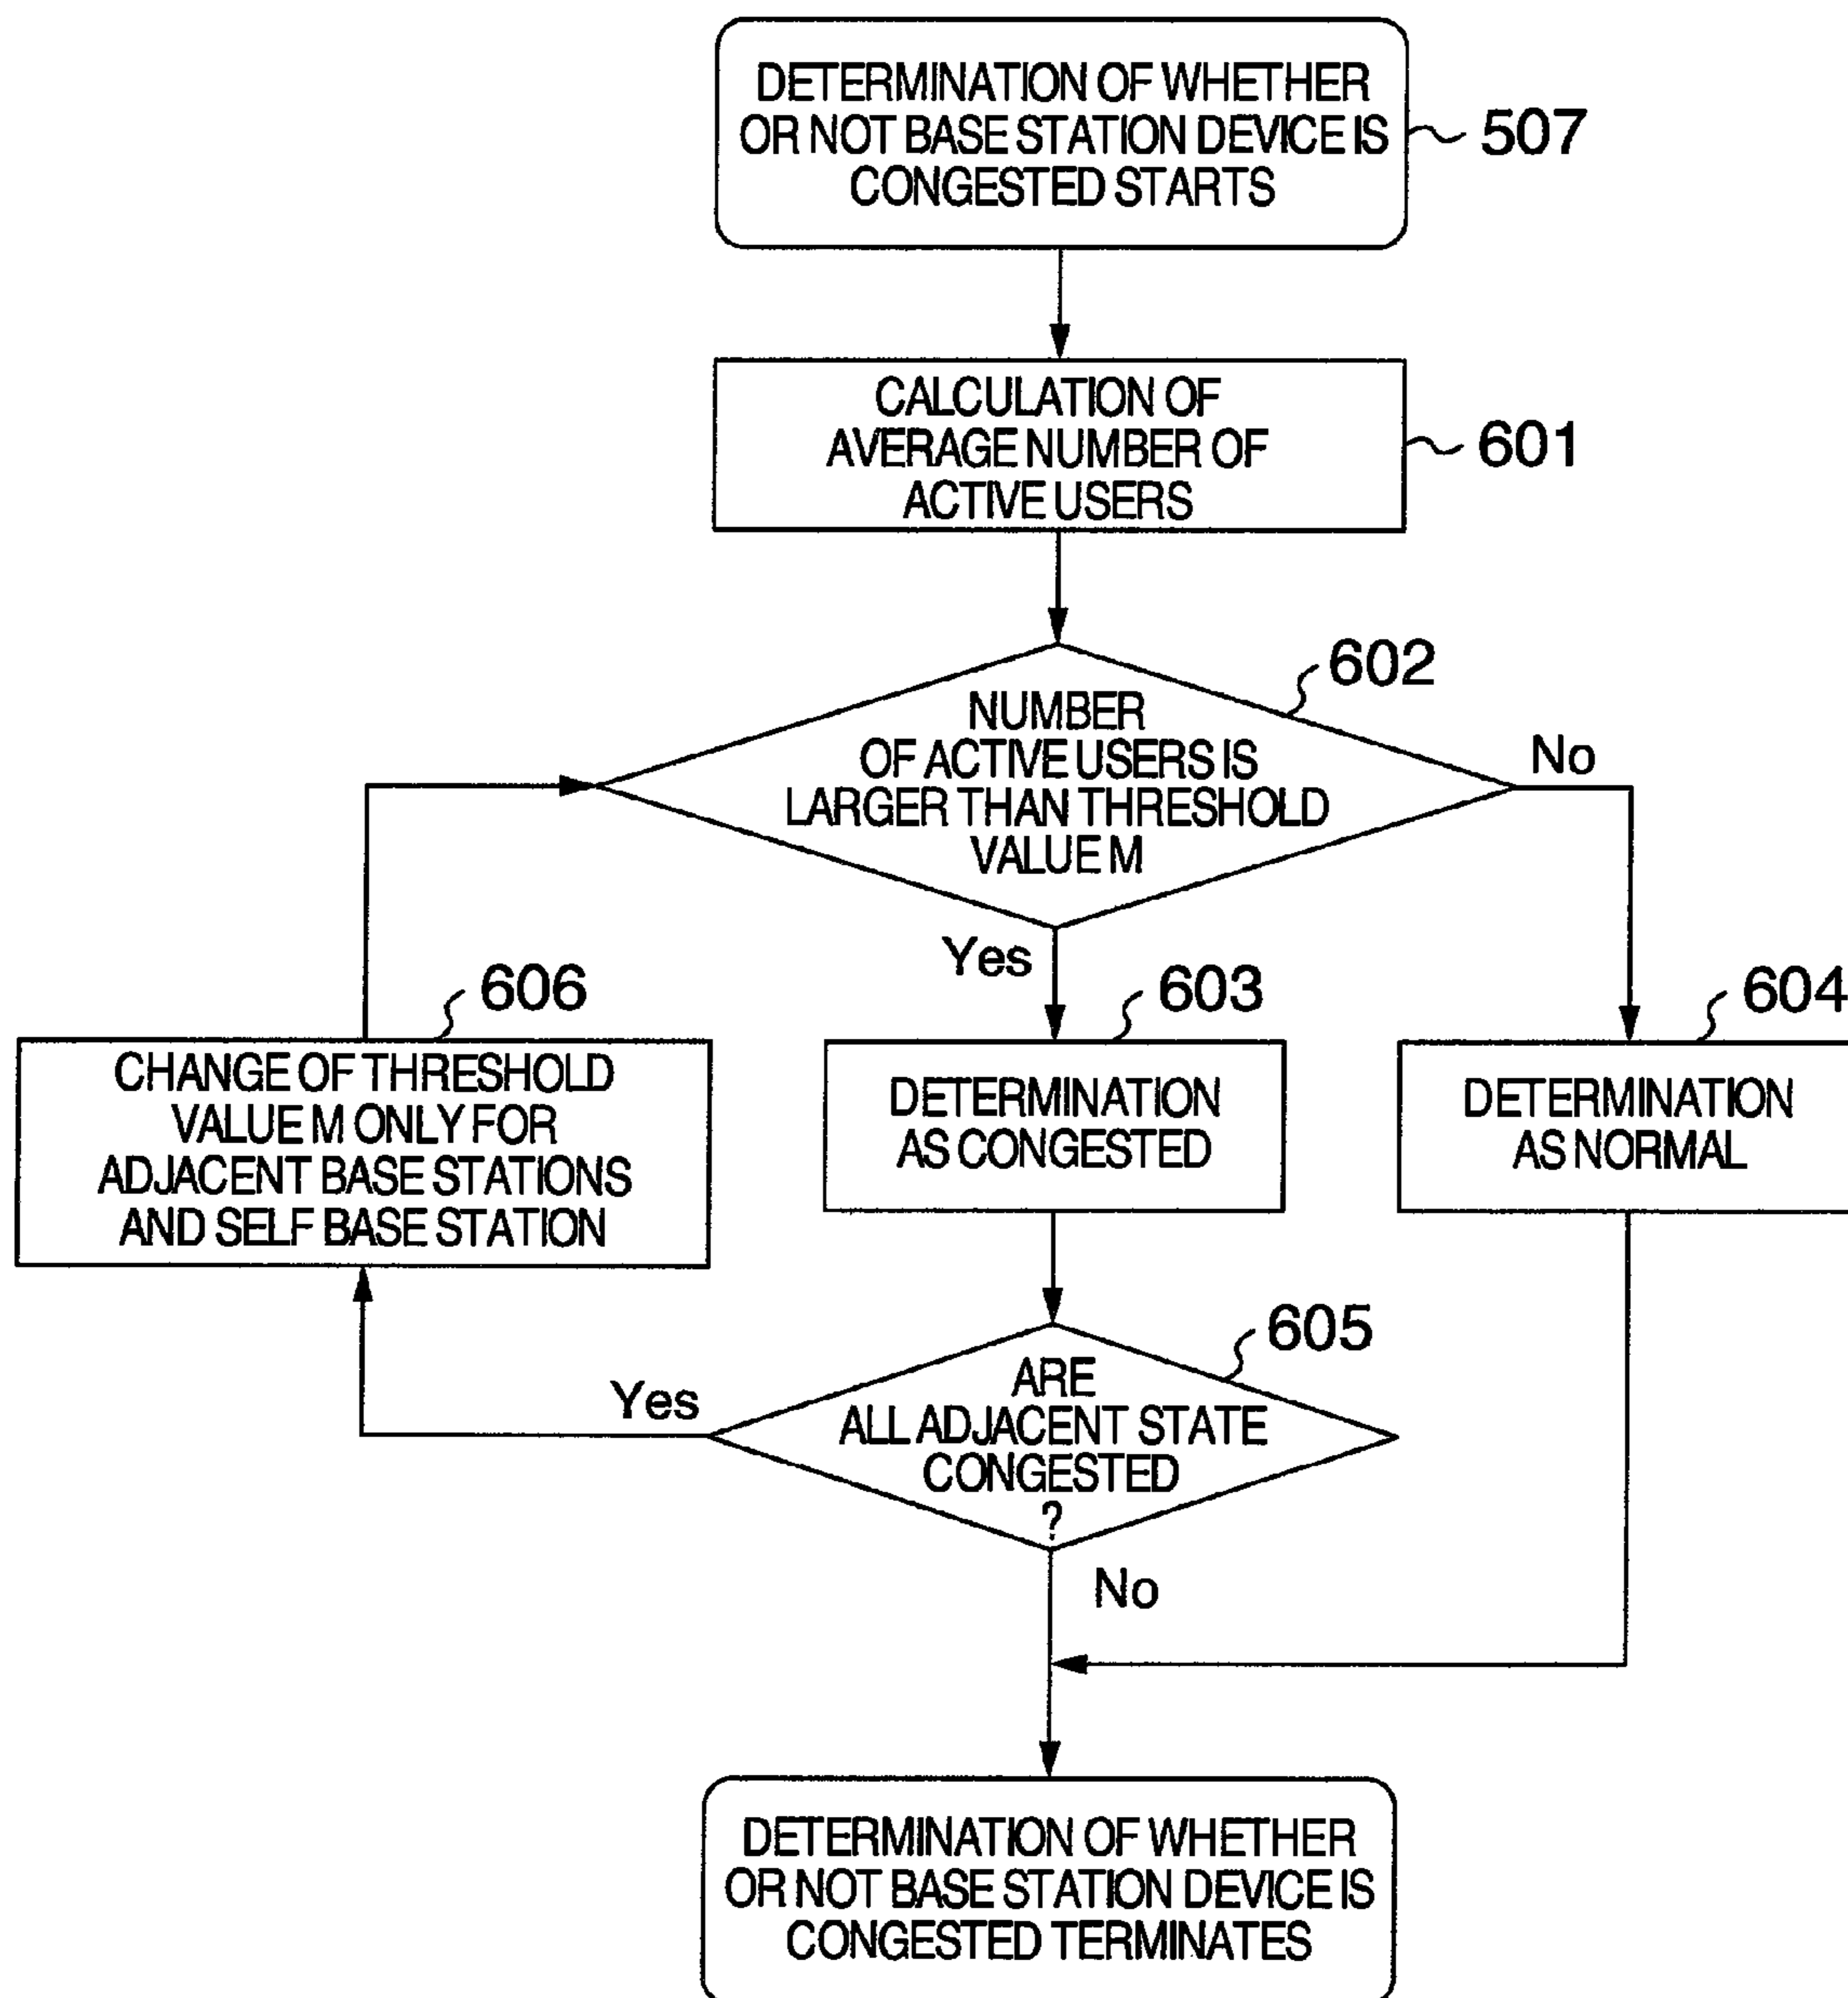 DETERMINATION OF WHETHER
OR NOT BASE STATION DEVICE IS
CONGESTED STARTS
507
CALCULATION OF
AVERAGE NUMBER OF
ACTIVE USERS
601
602
NUMBER
OF ACTIVE USERS IS
LARGER THAN THRESHOLD
VALUE M
No
Yes
606
CHANGE OF THRESHOLD
VALUE M ONLY FOR
ADJACENT BASE STATIONS
AND SELF BASE STATION
603
DETERMINATION
AS CONGESTED
604
DETERMINATION
AS NORMAL
605
ARE
ALL ADJACENT STATE
CONGESTED
?
Yes
No
DETERMINATION OF WHETHER
OR NOT BASE STATION DEVICE IS
CONGESTED TERMINATES